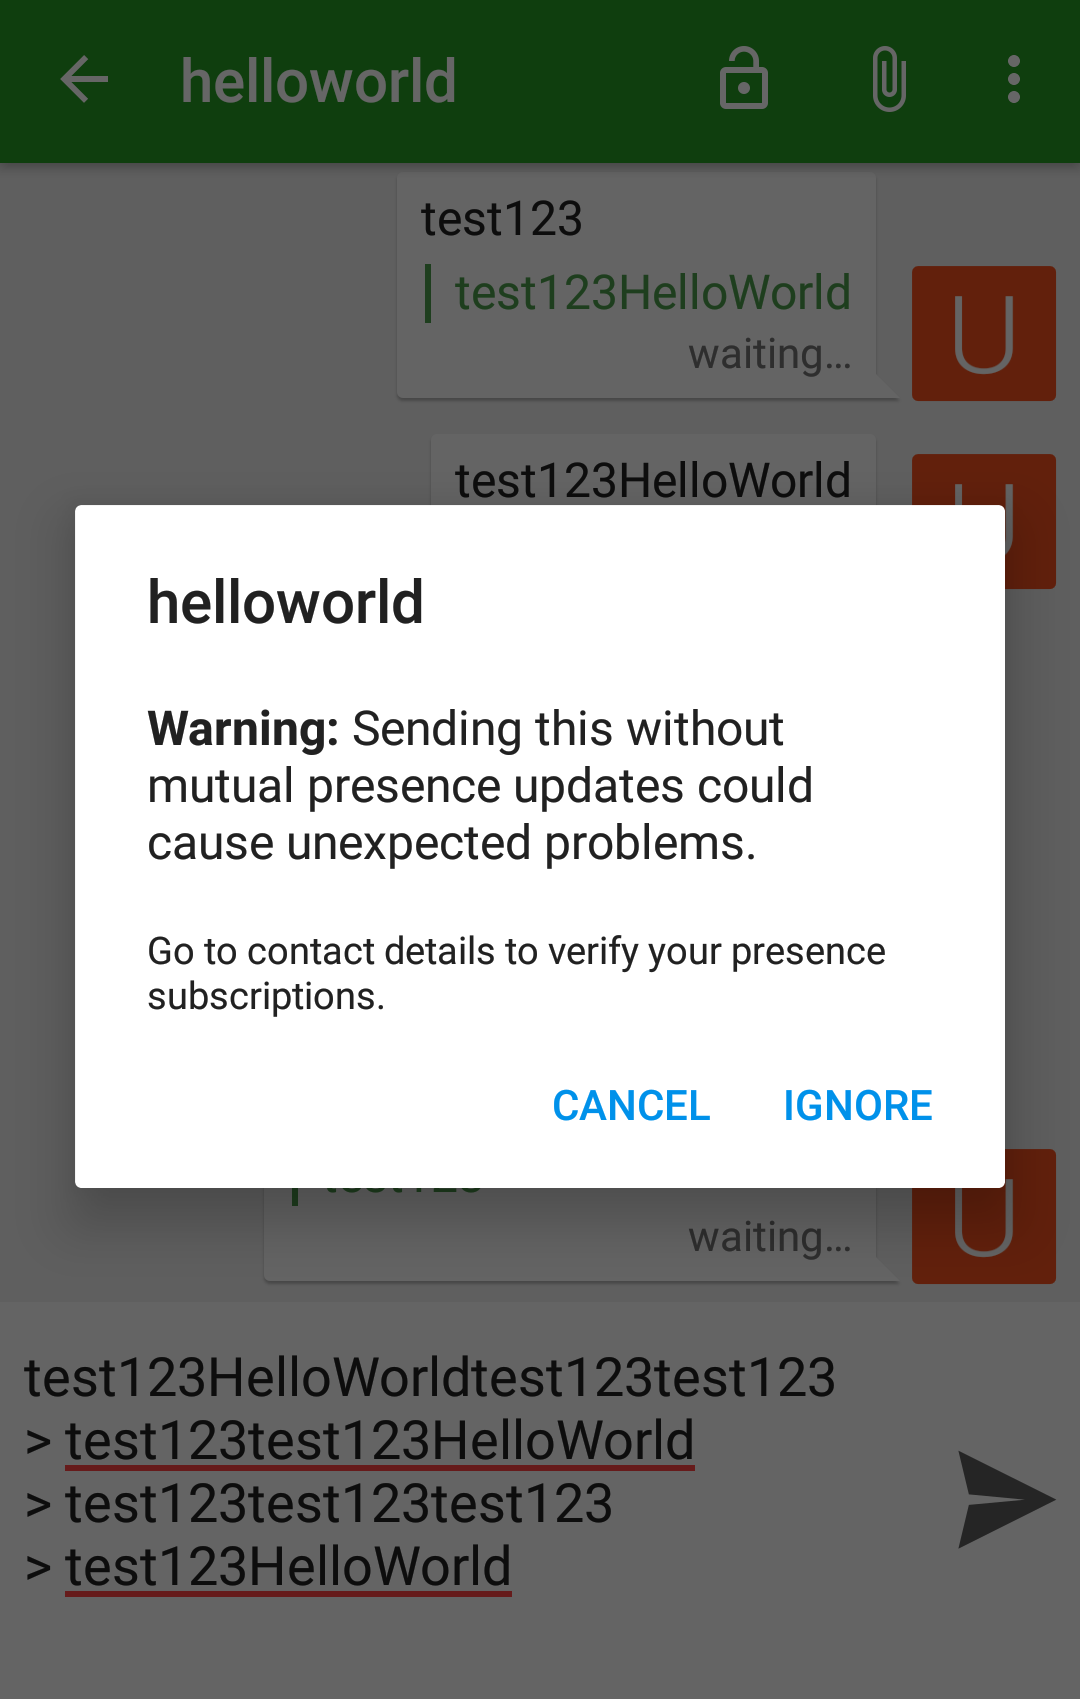 helloworld
test123
test123HelloWorld
waiting...
U
test123HelloWorld
U
helloworld
Warning: Sending this without
mutual presence updates could
cause unexpected problems.
Go to contact details to verify your presence
subscriptions.
CANCEL IGNORE
waiting...
U
test123HelloWorldtest123test123
> test123test123HelloWorld
> test123test123test123
> test123HelloWorld